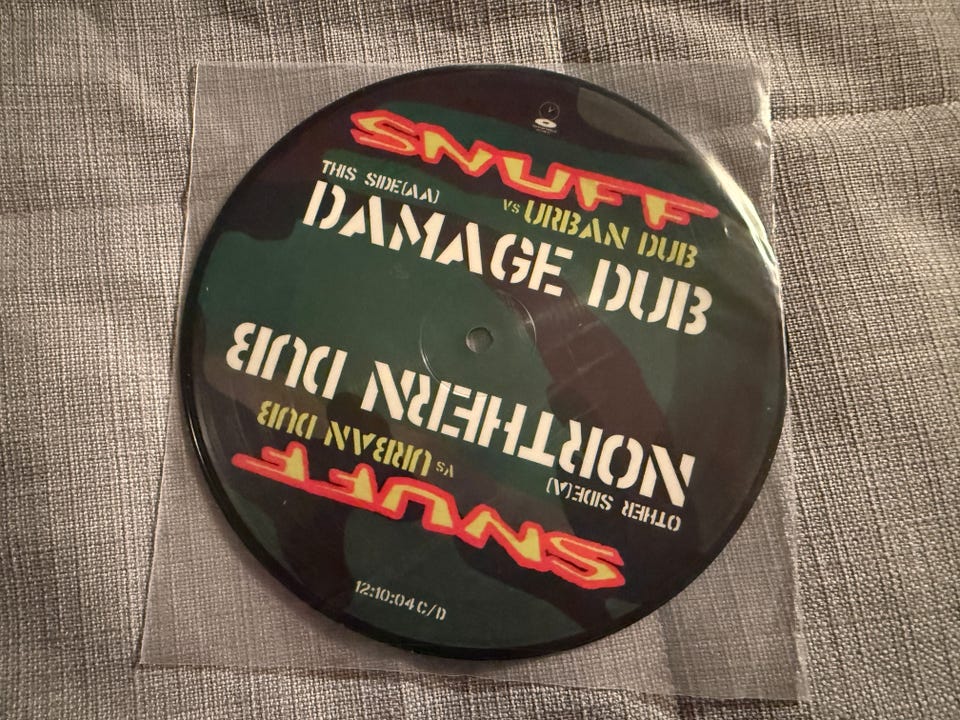 SNUFF
THIS SIDE(AA)
vs URBAN DUB
DAMAGE DUB
NORTHERN DUB
vs URBAN DUB
OTHER SIDE(A)
SNUFF
12:10:04 C/D